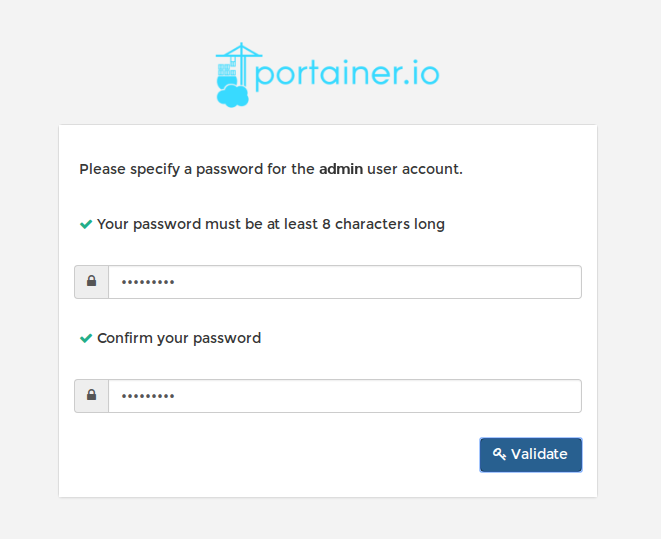 portainer.io
Please specify a password for the admin user account.
Your password must be at least 8 characters long
•••••••••
Confirm your password
•••••••••
Validate